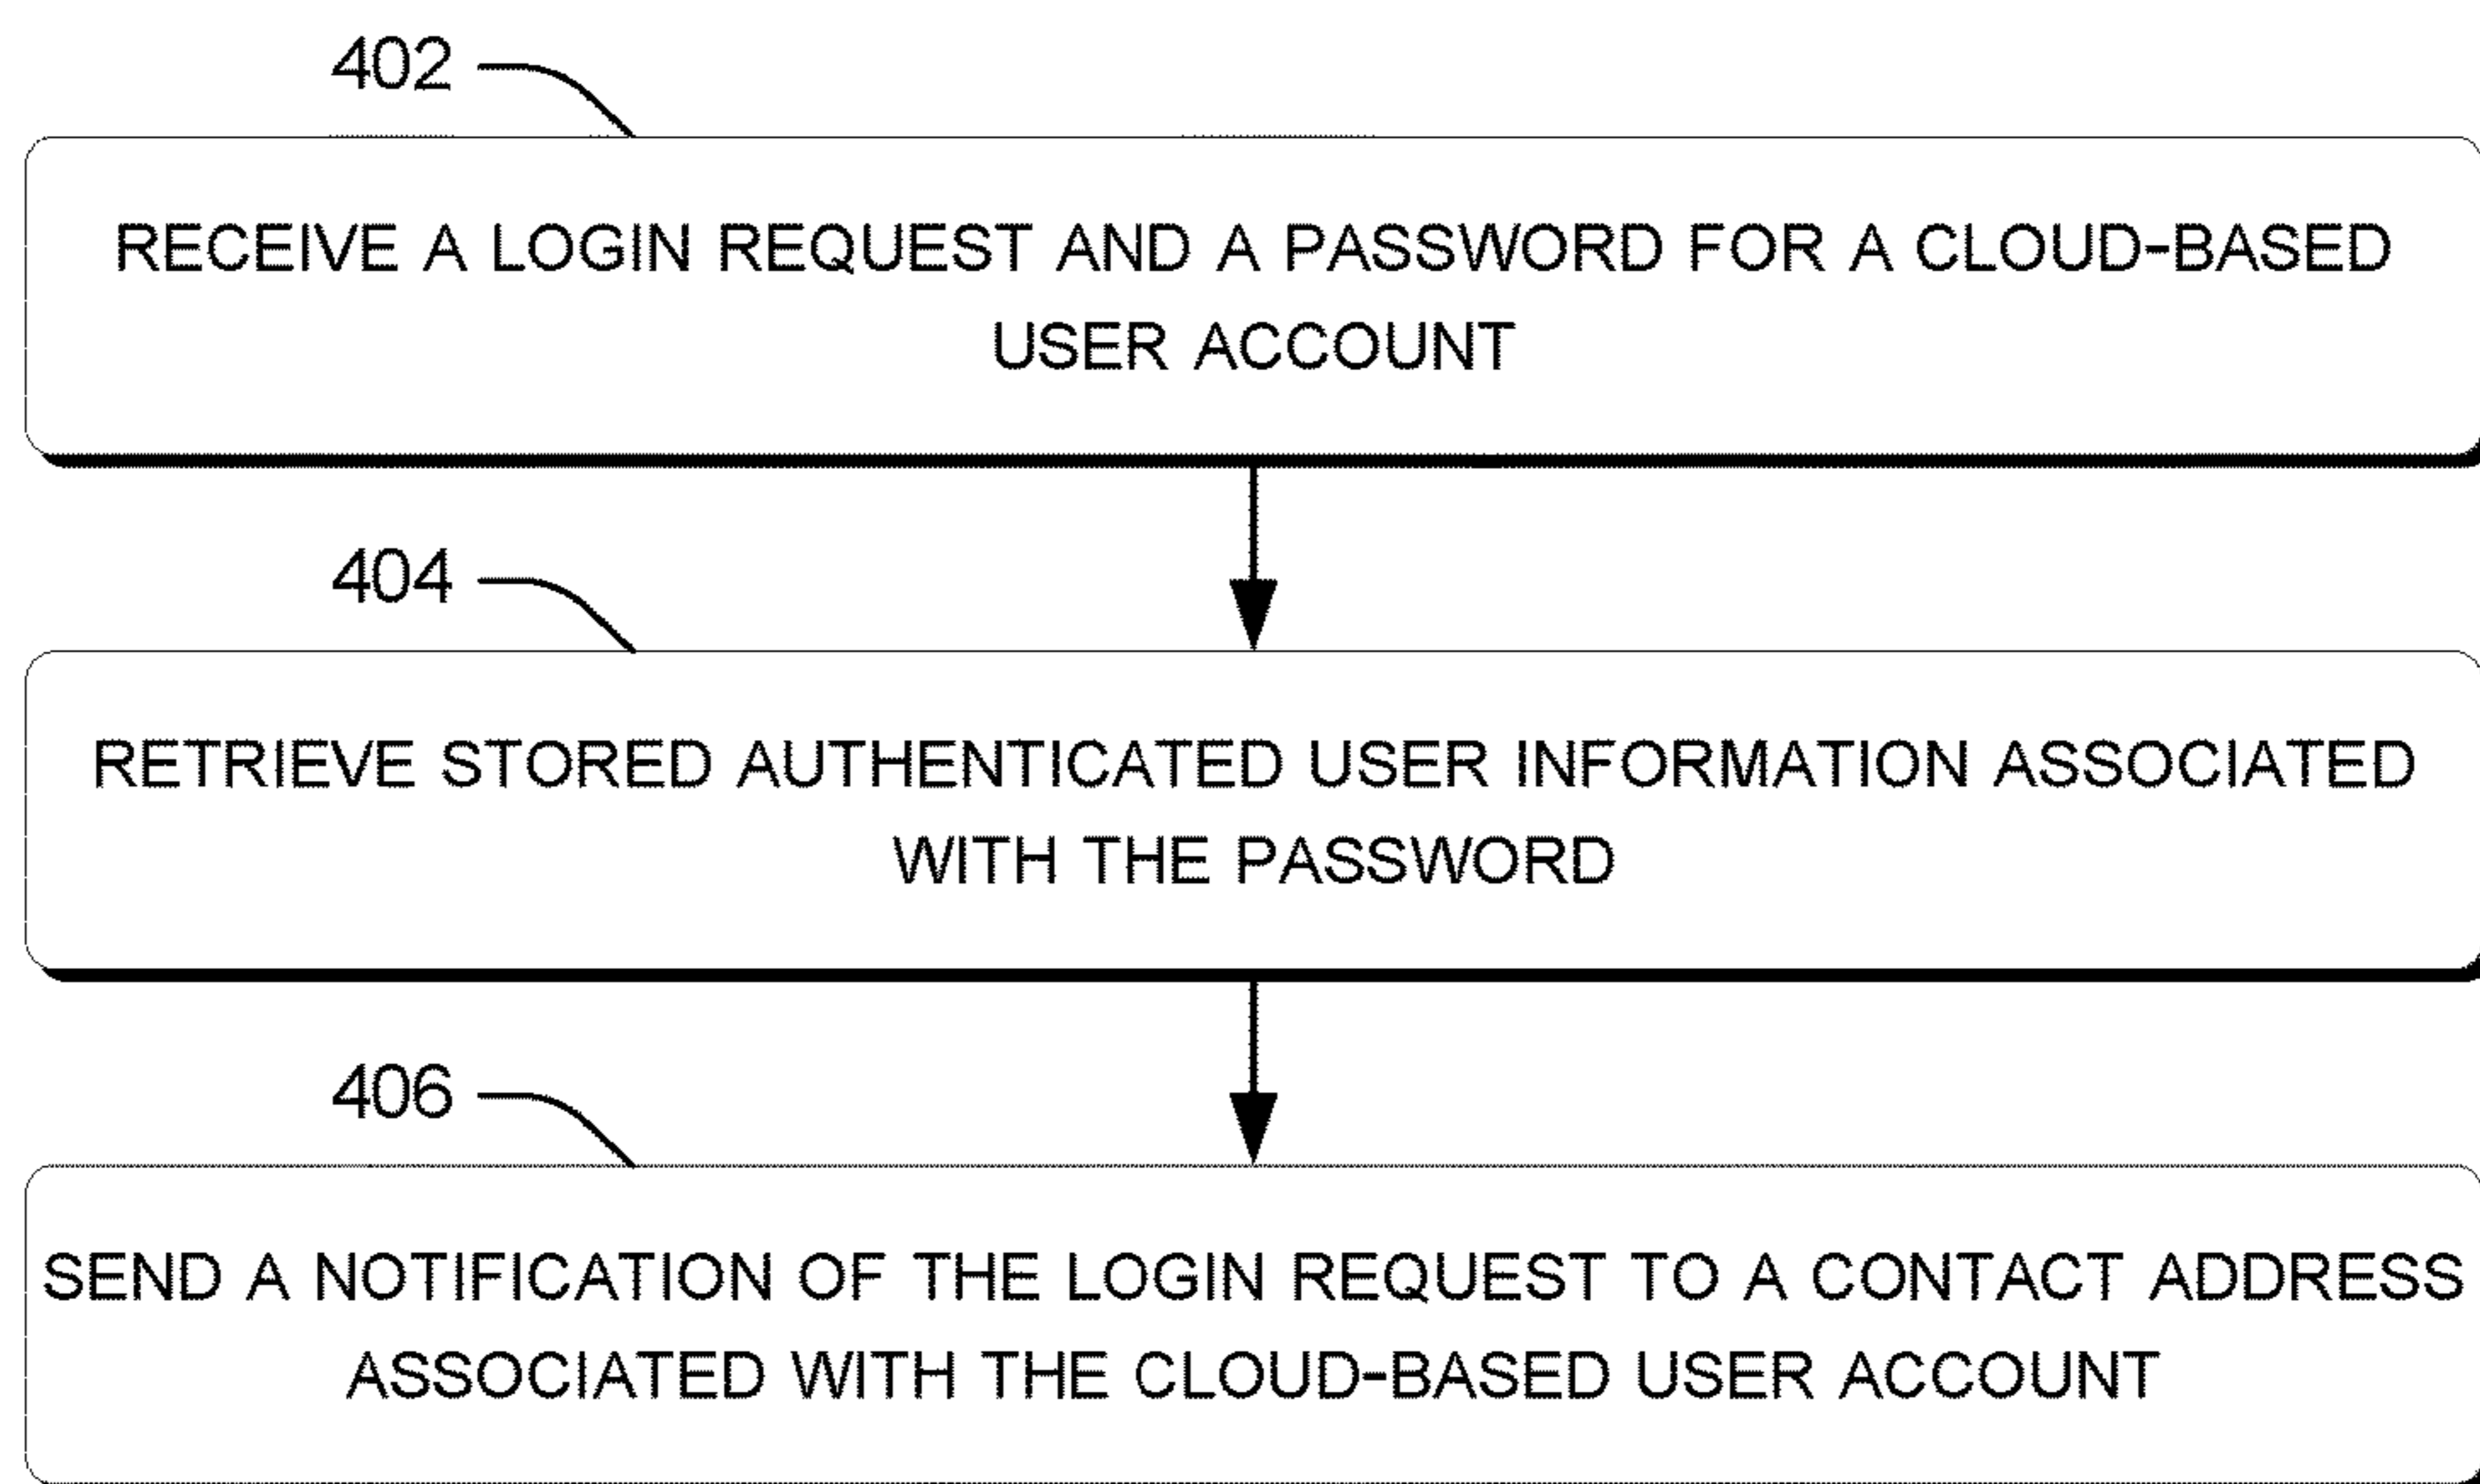 402
RECEIVE A LOGIN REQUEST AND A PASSWORD FOR A CLOUD-BASED
USER ACCOUNT
404
RETRIEVE STORED AUTHENTICATED USER INFORMATION ASSOCIATED
WITH THE PASSWORD
406
SEND A NOTIFICATION OF THE LOGIN REQUEST TO A CONTACT ADDRESS
ASSOCIATED WITH THE CLOUD-BASED USER ACCOUNT